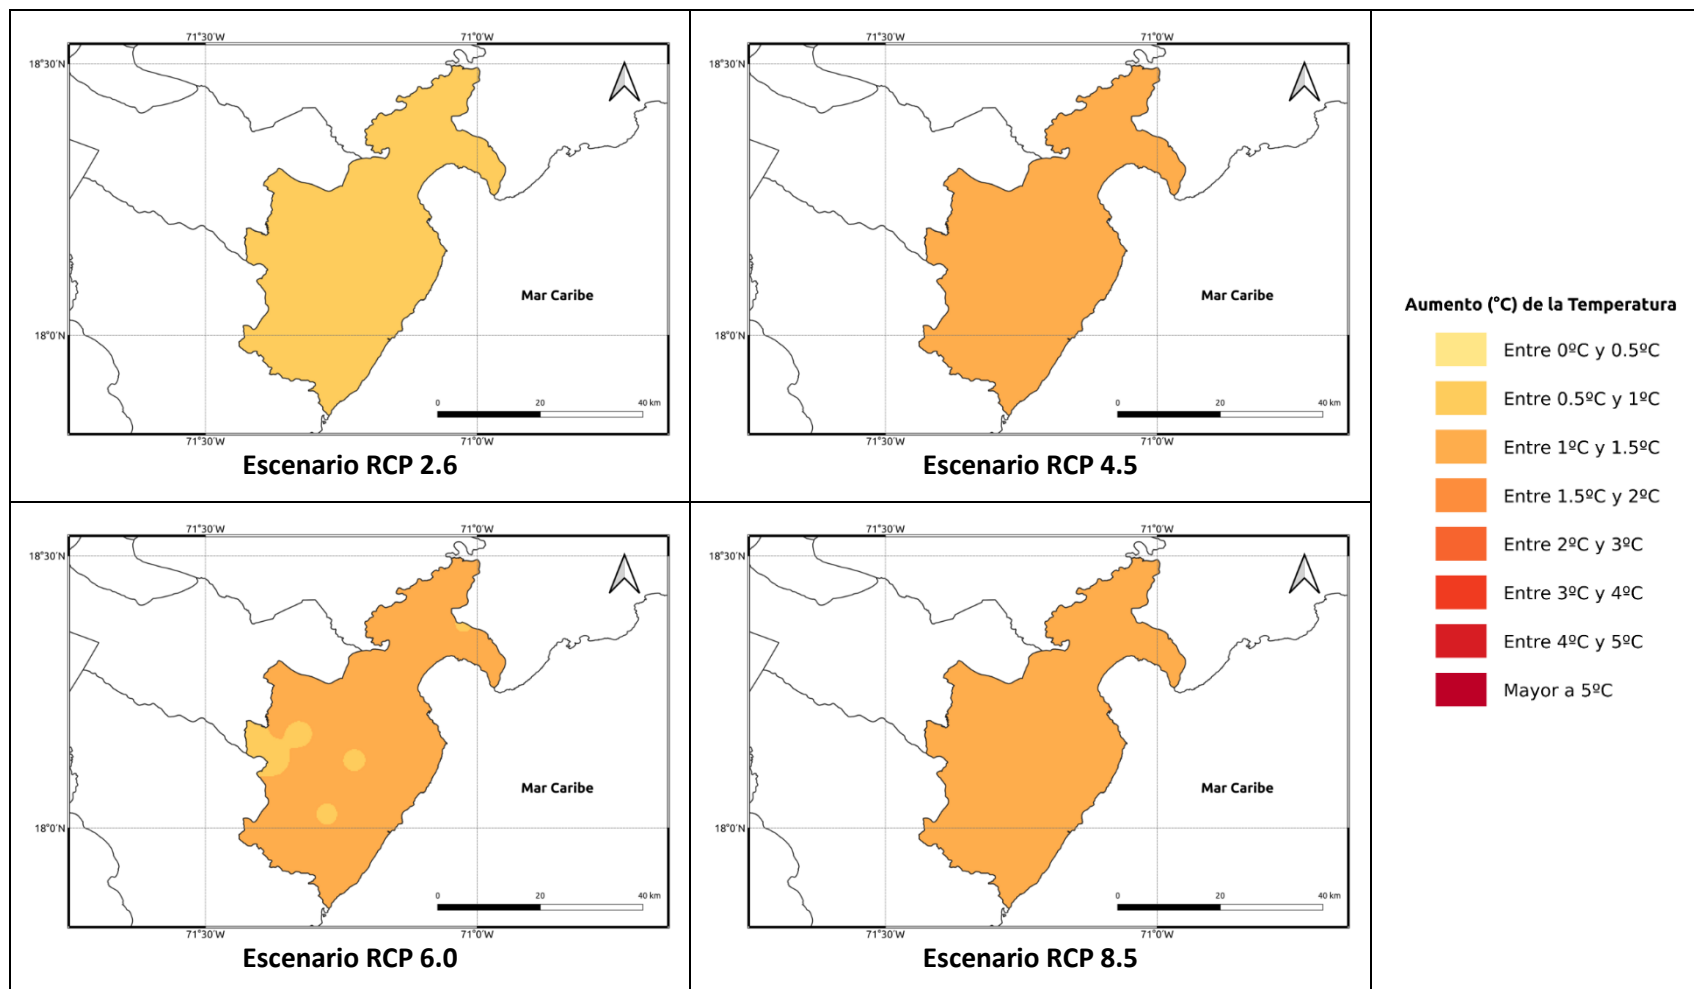 71°30'W 71°0'W
18°30'N
Mar Caribe
18°0'N
0 20 40 km
71°30'W 71°0'W
Escenario RCP 2.6
71°30'W 71°0'W
18°30'N
Mar Caribe
18°0'N
0 20 40 km
71°30'W 71°0'W
Escenario RCP 4.5
71°30'W 71°0'W
18°30'N
Mar Caribe
18°0'N
0 20 40 km
71°30'W 71°0'W
Escenario RCP 6.0
71°30'W 71°0'W
18°30'N
Mar Caribe
18°0'N
0 20 40 km
71°30'W 71°0'W
Escenario RCP 8.5
Aumento (°C) de la Temperatura
Entre 0ºC y 0.5ºC
Entre 0.5ºC y 1ºC
Entre 1ºC y 1.5ºC
Entre 1.5ºC y 2ºC
Entre 2ºC y 3ºC
Entre 3ºC y 4ºC
Entre 4ºC y 5ºC
Mayor a 5ºC